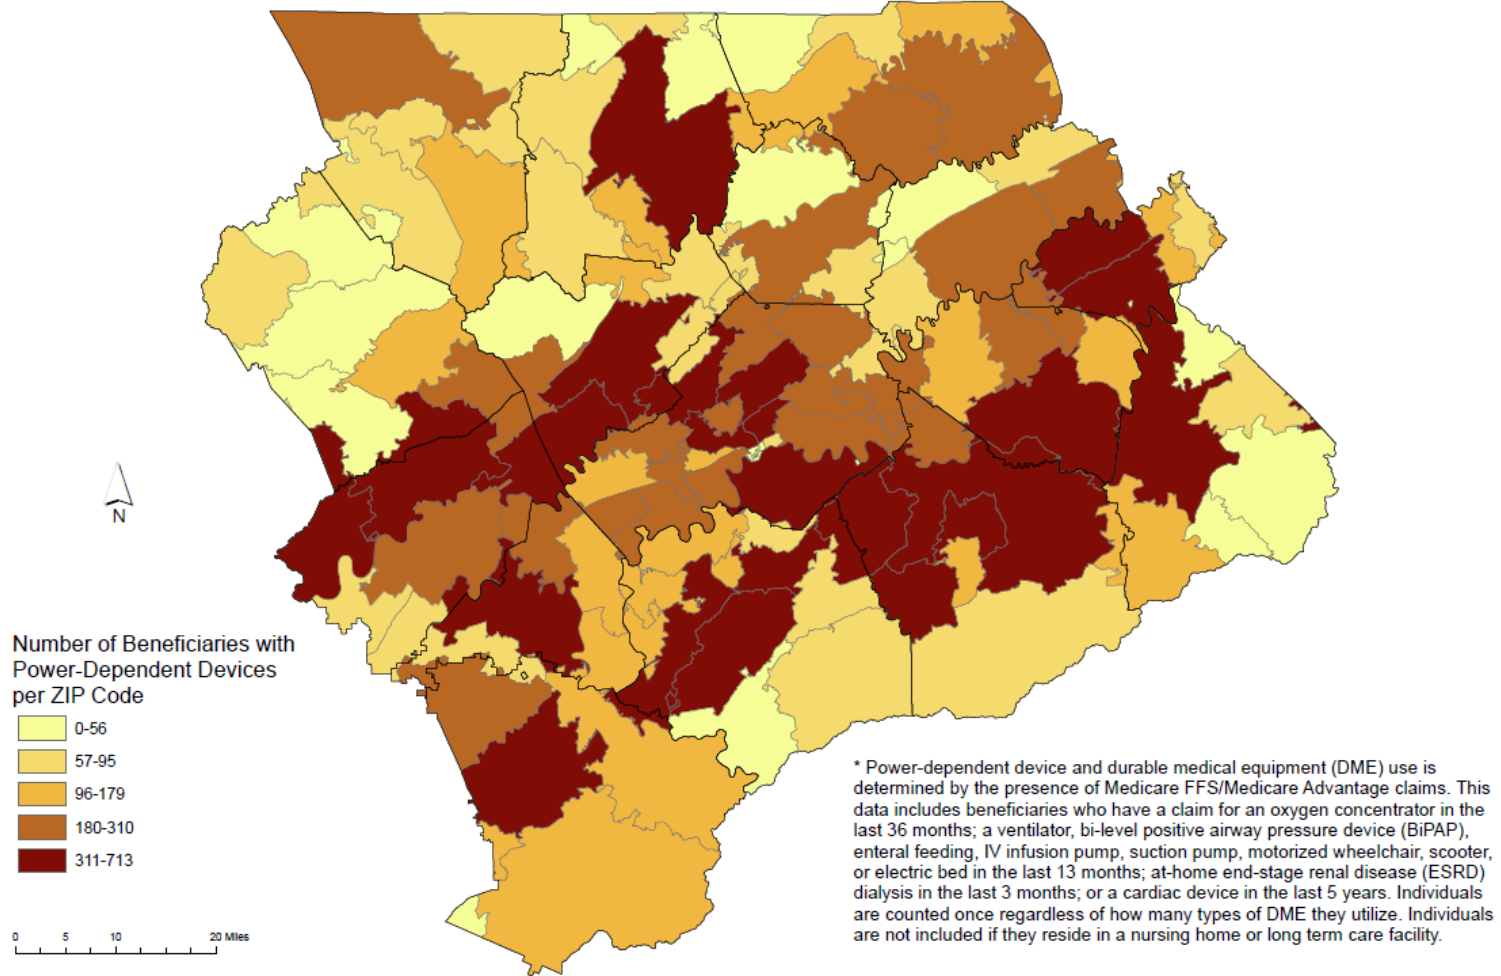 N
Number of Beneficiaries with
Power-Dependent Devices
per ZIP Code
0-56
57-95
96-179
180-310
311-713
0 5 10 20 Miles
* Power-dependent device and durable medical equipment (DME) use is
determined by the presence of Medicare FFS/Medicare Advantage claims. This
data includes beneficiaries who have a claim for an oxygen concentrator in the
last 36 months; a ventilator, bi-level positive airway pressure device (BiPAP),
enteral feeding, IV infusion pump, suction pump, motorized wheelchair, scooter,
or electric bed in the last 13 months; at-home end-stage renal disease (ESRD)
dialysis in the last 3 months; or a cardiac device in the last 5 years. Individuals
are counted once regardless of how many types of DME they utilize. Individuals
are not included if they reside in a nursing home or long term care facility.